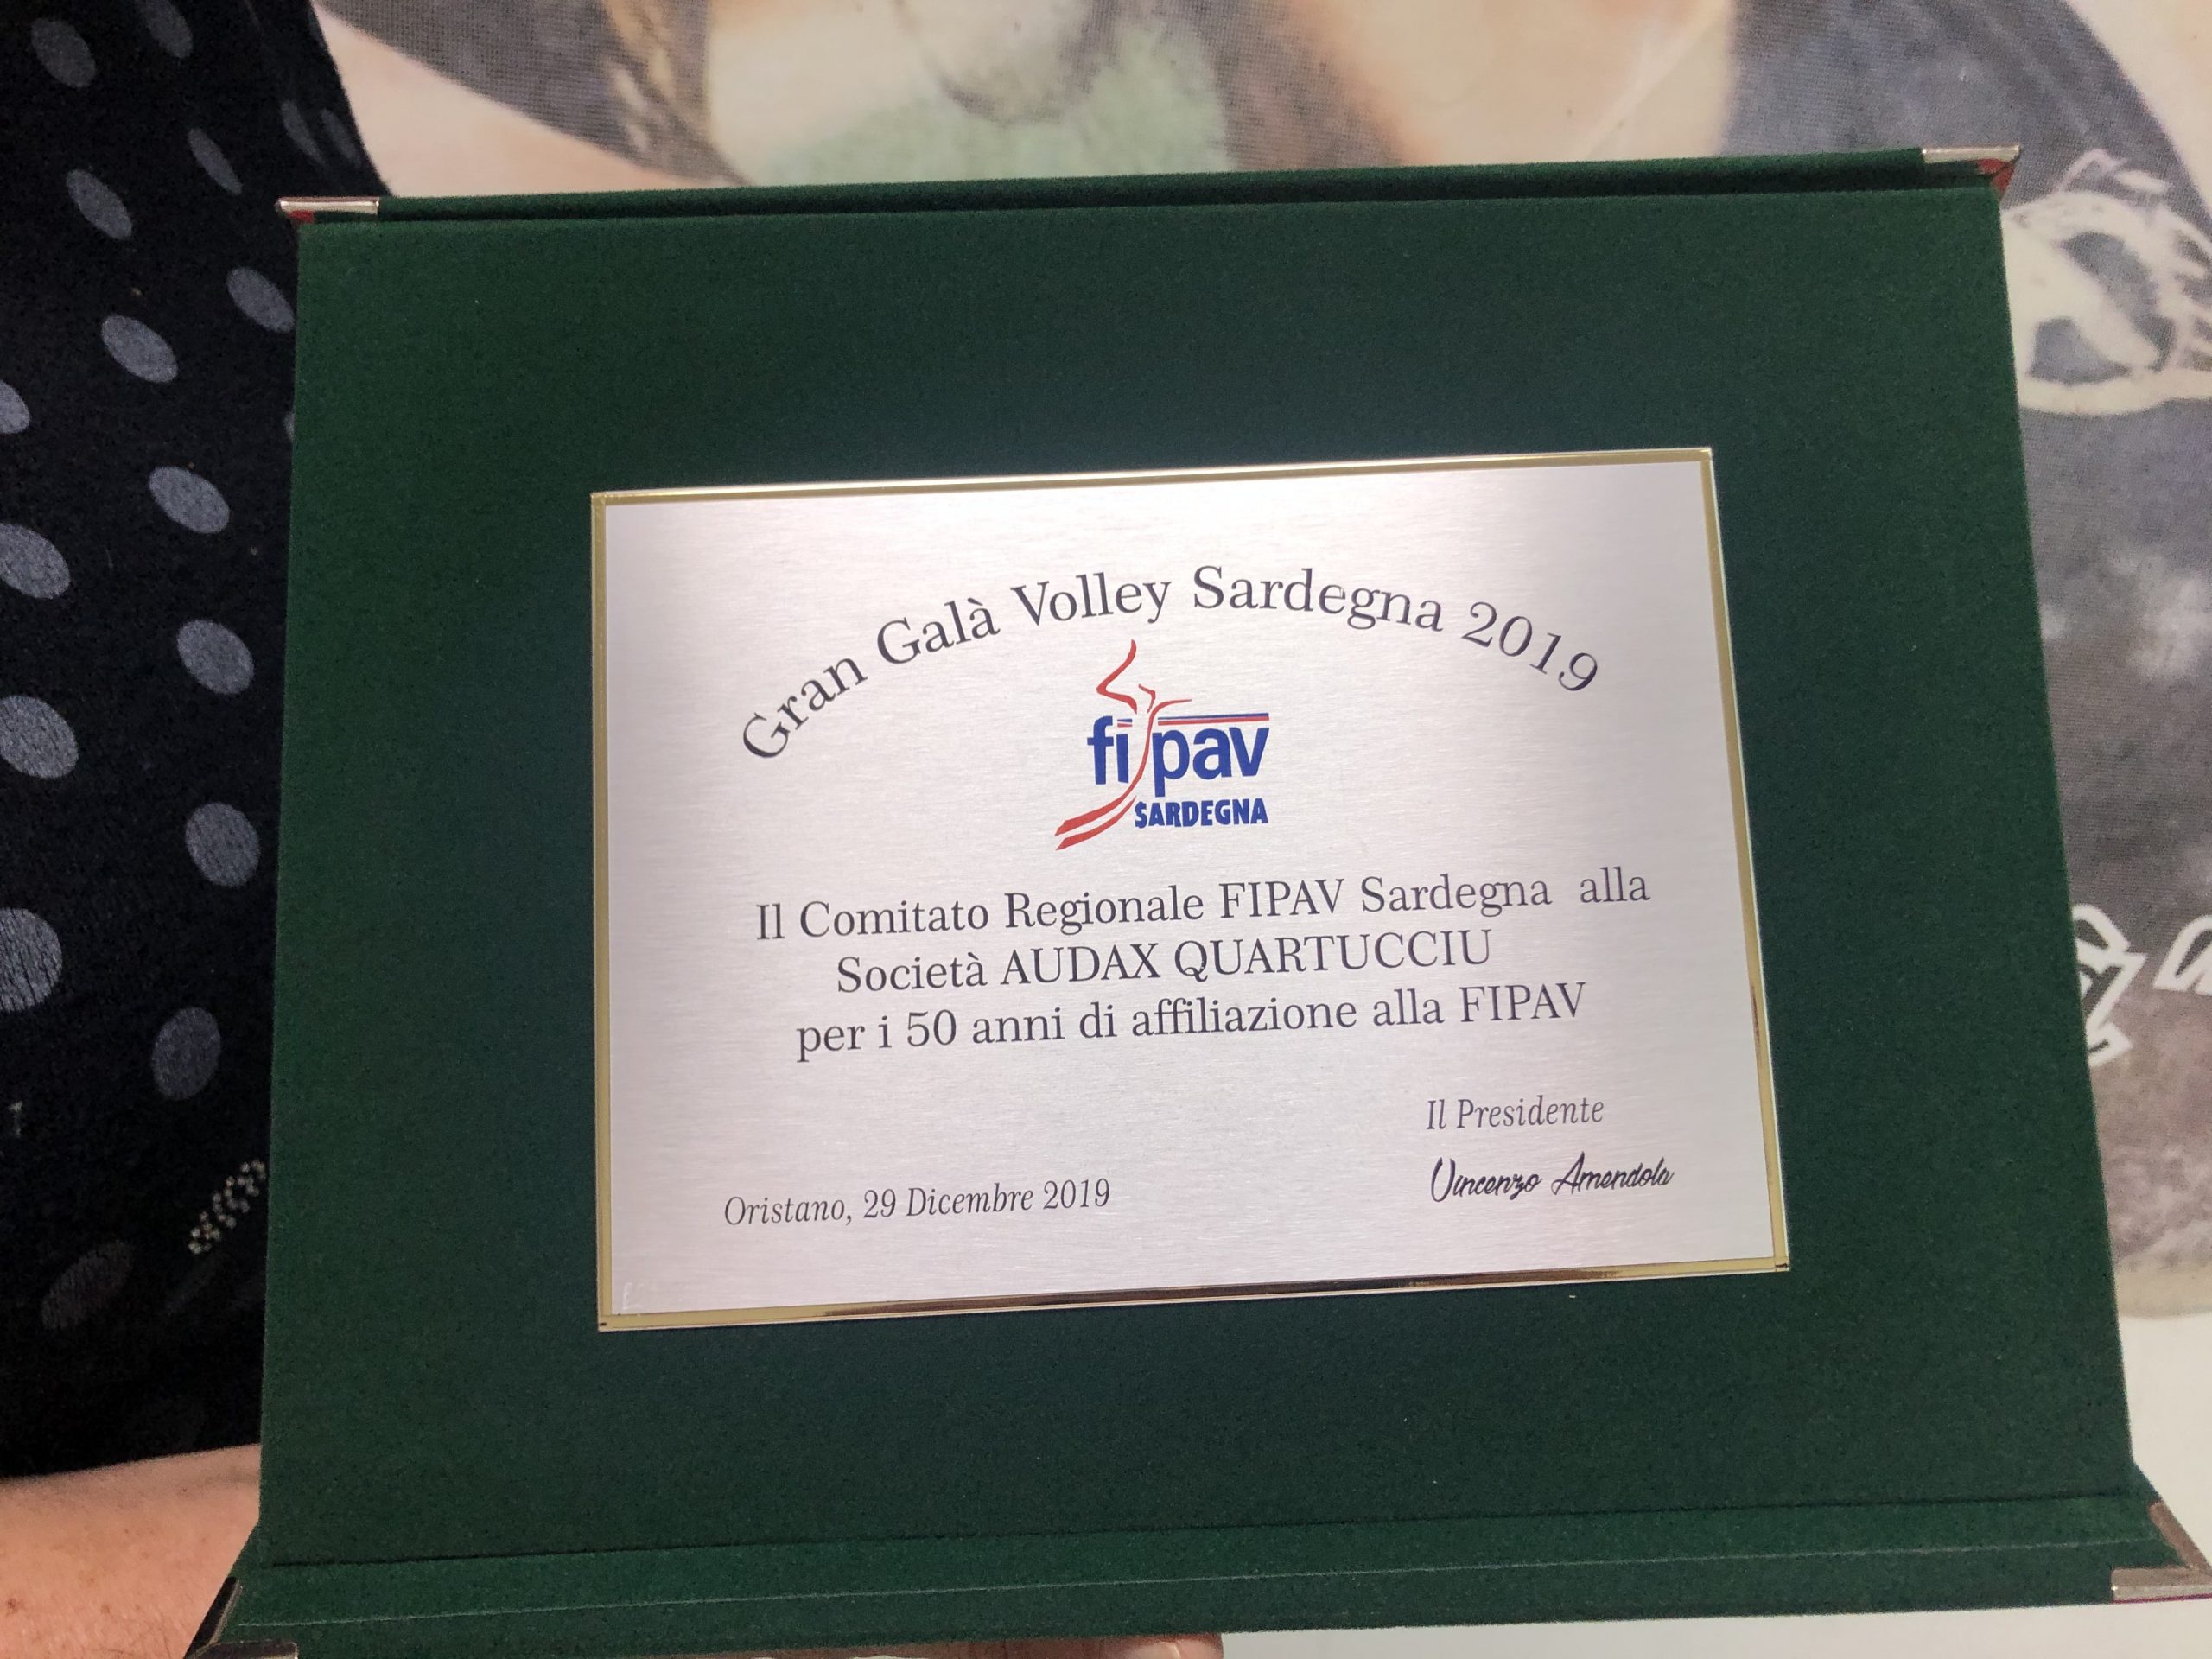 Gran Galà Volley Sardegna 2019
fipav
SARDEGNA
Il Comitato Regionale FIPAV Sardegna alla
Società AUDAX QUARTUCCIU
per i 50 anni di affiliazione alla FIPAV
Il Presidente
Vincenzo Amendola
Oristano, 29 Dicembre 2019